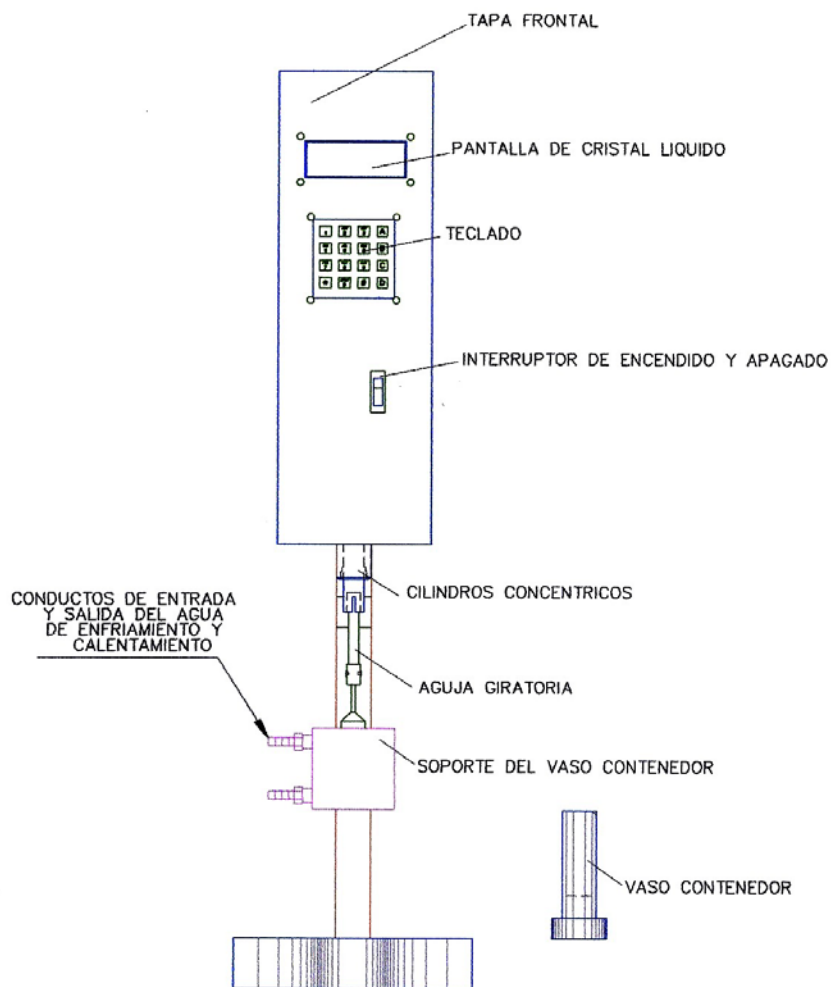 TAPA FRONTAL
PANTALLA DE CRISTAL LIQUIDO
TECLADO
A
C
* # D
INTERRUPTOR DE ENCENDIDO Y APAGADO
CILINDROS CONCENTRICOS
CONDUCTOS DE ENTRADA
Y SALIDA DEL AGUA
DE ENFRIAMIENTO Y
CALENTAMIENTO
AGUJA GIRATORIA
SOPORTE DEL VASO CONTENEDOR
VASO CONTENEDOR